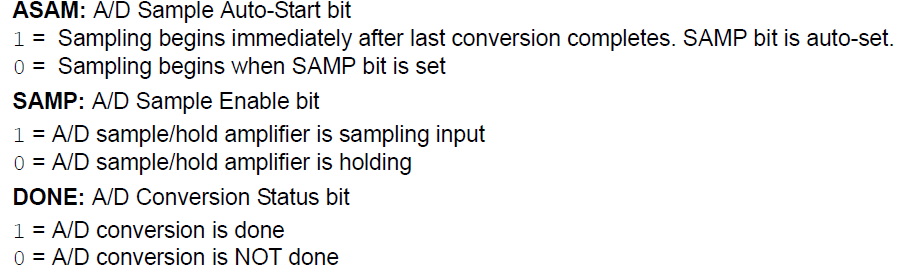 ASAM: A/D Sample Auto-Start bit
1 = Sampling begins immediately after last conversion completes. SAMP bit is auto-set.
0 = Sampling begins when SAMP bit is set
SAMP: A/D Sample Enable bit
1 = A/D sample/hold amplifier is sampling input
0 = A/D sample/hold amplifier is holding
DONE: A/D Conversion Status bit
1 = A/D conversion is done
0 = A/D conversion is NOT done